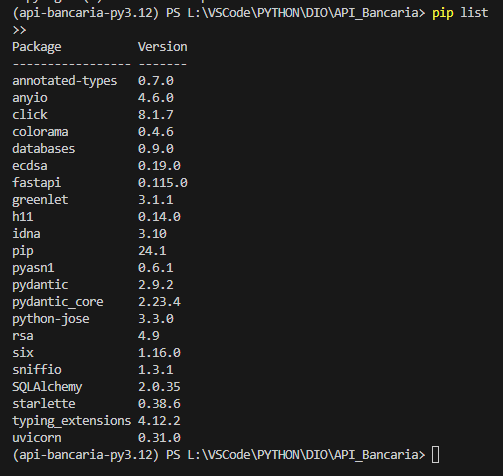 (api-bancaria-py3.12) PS L:\VSCode\PYTHON\DIO\API_Bancaria> pip list
>>
Package Version
----------------- -------
annotated-types 0.7.0
anyio 4.6.0
click 8.1.7
colorama 0.4.6
databases 0.9.0
ecdsa 0.19.0
fastapi 0.115.0
greenlet 3.1.1
h11 0.14.0
idna 3.10
pip 24.1
pyasn1 0.6.1
pydantic 2.9.2
pydantic_core 2.23.4
python-jose 3.3.0
rsa 4.9
six 1.16.0
sniffio 1.3.1
SQLAlchemy 2.0.35
starlette 0.38.6
typing_extensions 4.12.2
uvicorn 0.31.0
(api-bancaria-py3.12) PS L:\VSCode\PYTHON\DIO\API_Bancaria>